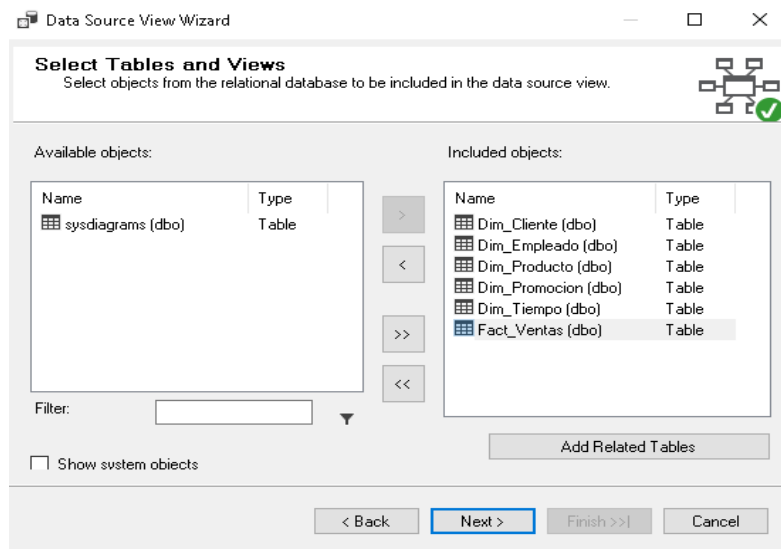 Data Source View Wizard
Select Tables and Views
Select objects from the relational database to be included in the data source view.
Available objects:
Name Type
sysdiagrams (dbo) Table
Filter:
Show system objects
>
<
>>
<<
Included objects:
Name Type
Dim_Cliente (dbo) Table
Dim_Empleado (dbo) Table
Dim_Producto (dbo) Table
Dim_Promocion (dbo) Table
Dim_Tiempo (dbo) Table
Fact_Ventas (dbo) Table
Add Related Tables
< Back Next > Finish >>| Cancel